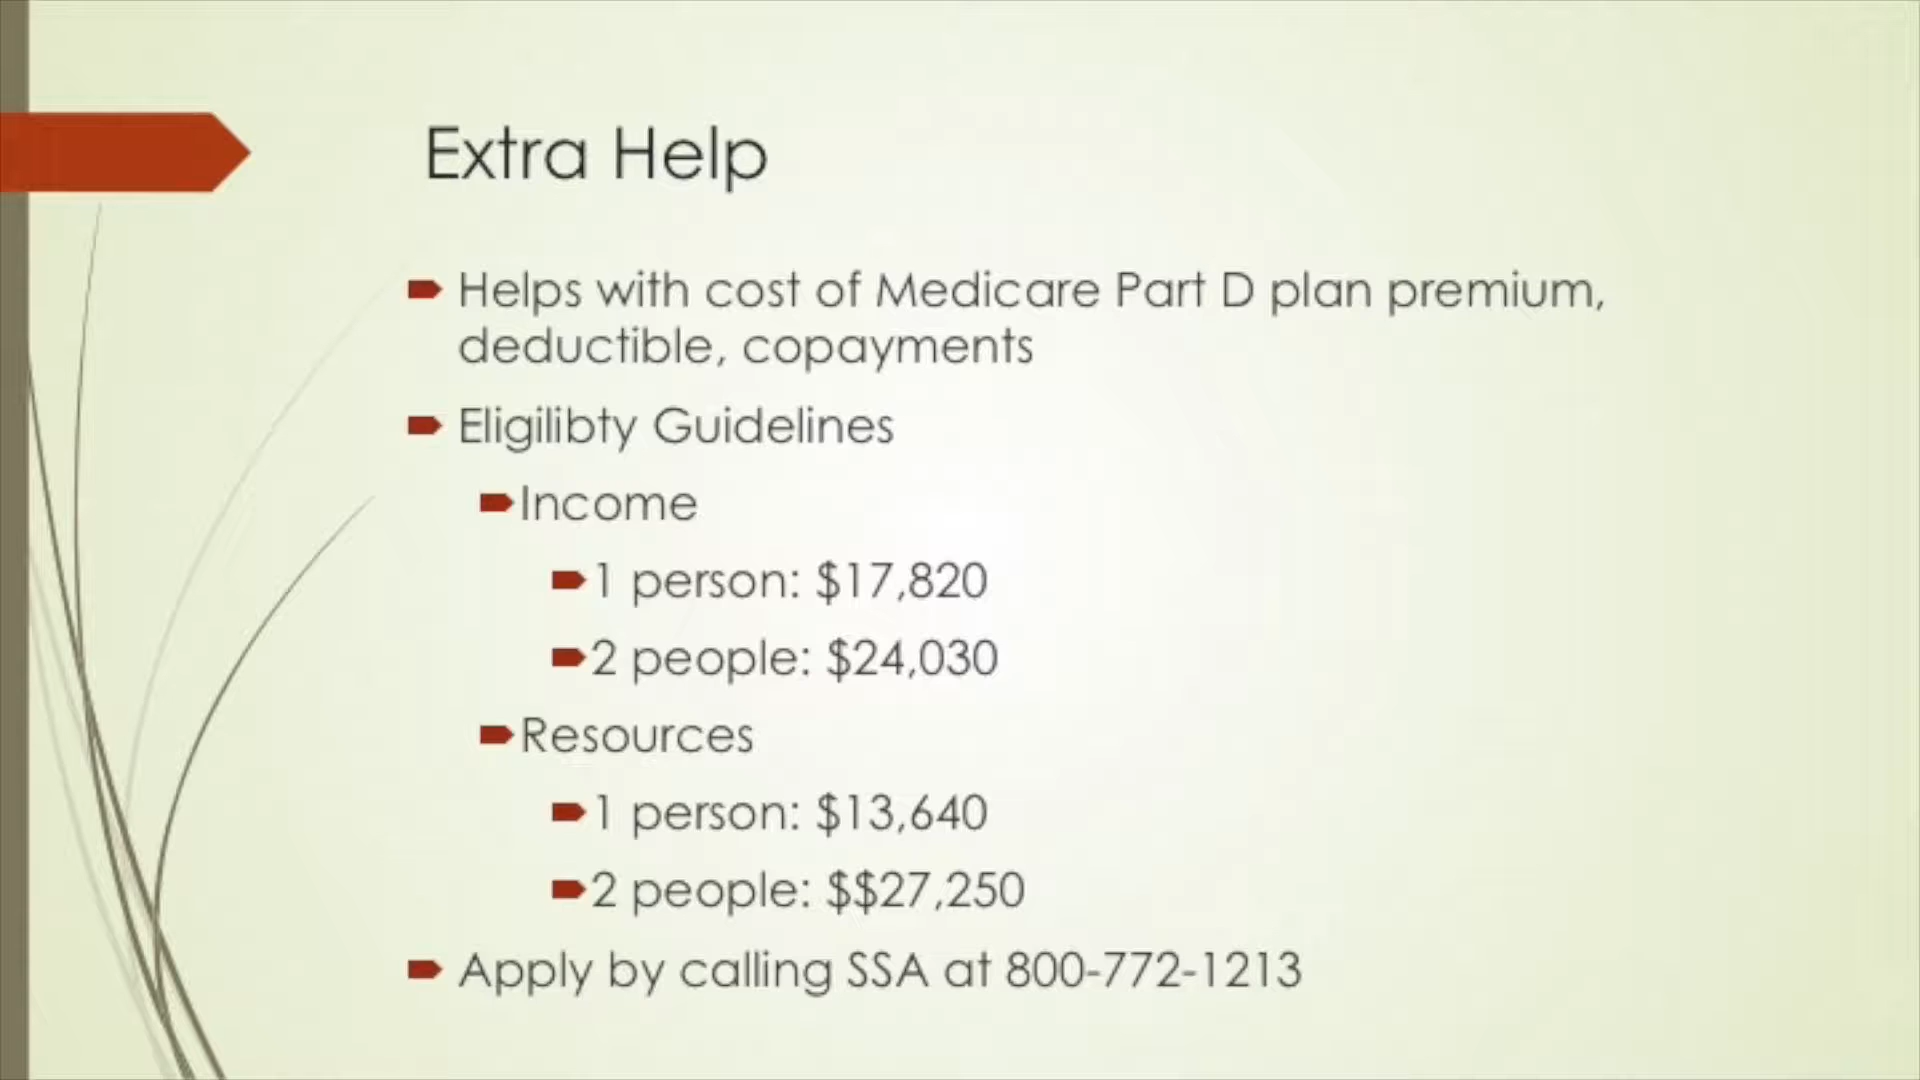 Extra Help
Helps with cost of Medicare Part D plan premium,
deductible, copayments
Eligilibty Guidelines
Income
1 person: $17,820
2 people: $24,030
Resources
1 person: $13,640
2 people: $$27,250
Apply by calling SSA at 800-772-1213